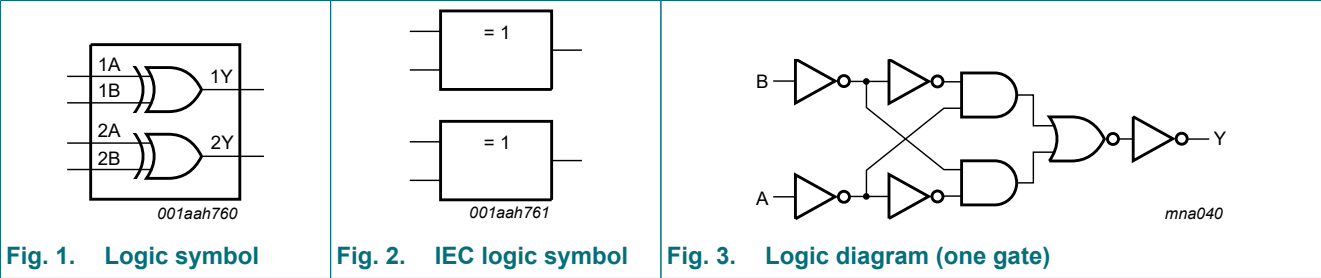 1A
1B
1Y
2A
2B
2Y
001aah760
Fig. 1. Logic symbol
= 1
= 1
001aah761
Fig. 2. IEC logic symbol
B
A
Y
mna040
Fig. 3. Logic diagram (one gate)